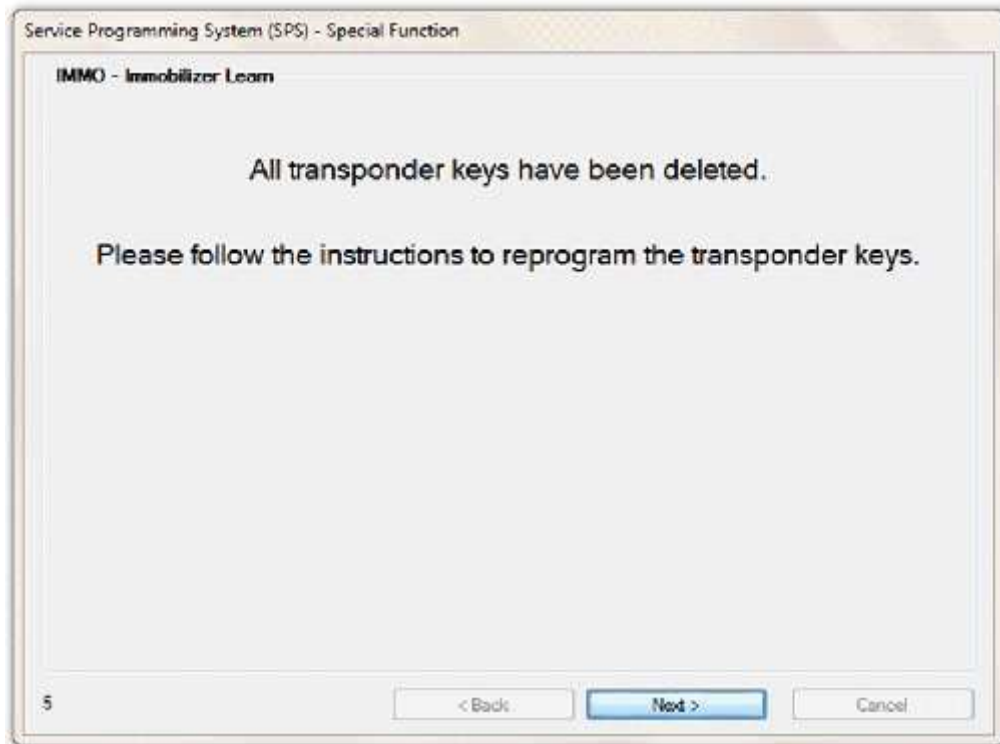 Service Programming System (SPS) - Special Function
IMMO - Immobilizer Learn
All transponder keys have been deleted.
Please follow the instructions to reprogram the transponder keys.
5
< Back
Next >
Cancel